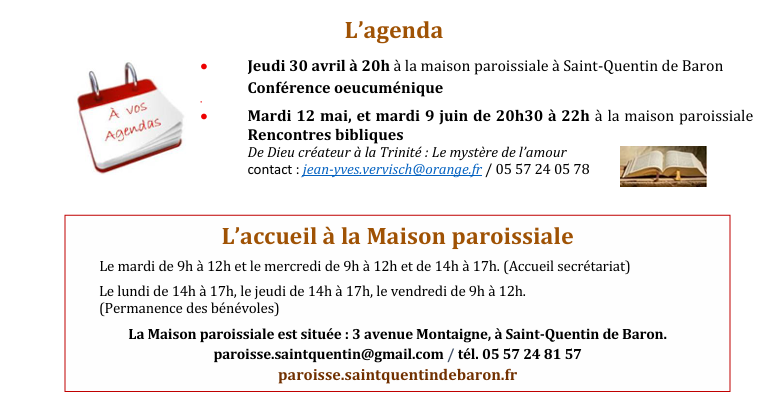 L’agenda
À vos
Agendas
• Jeudi 30 avril à 20h à la maison paroissiale à Saint-Quentin de Baron
Conférence oeucuménique
• Mardi 12 mai, et mardi 9 juin de 20h30 à 22h à la maison paroissiale
Rencontres bibliques
De Dieu créateur à la Trinité : Le mystère de l’amour
contact : jean-yves.vervisch@orange.fr / 05 57 24 05 78
L’accueil à la Maison paroissiale
Le mardi de 9h à 12h et le mercredi de 9h à 12h et de 14h à 17h. (Accueil secrétariat)
Le lundi de 14h à 17h, le jeudi de 14h à 17h, le vendredi de 9h à 12h.
(Permanence des bénévoles)
La Maison paroissiale est située : 3 avenue Montaigne, à Saint-Quentin de Baron.
paroisse.saintquentin@gmail.com / tél. 05 57 24 81 57
paroisse.saintquentindebaron.fr